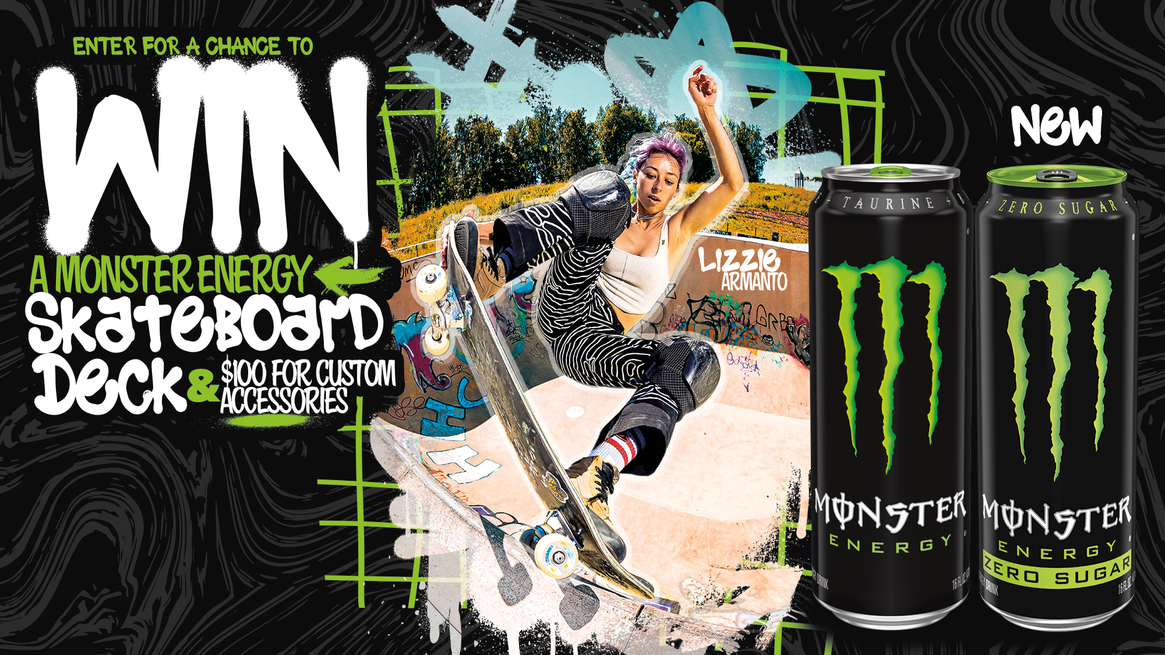 ENTER FOR A CHANCE TO
WIN
A MONSTER ENERGY
SKATEBOARD
DECK & $100 FOR CUSTOM
ACCESSORIES
LIZZIE
ARMANTO
NEW
TAURINE +
MONSTER
ENERGY
ZERO SUGAR
MONSTER
ENERGY
ZERO SUGAR